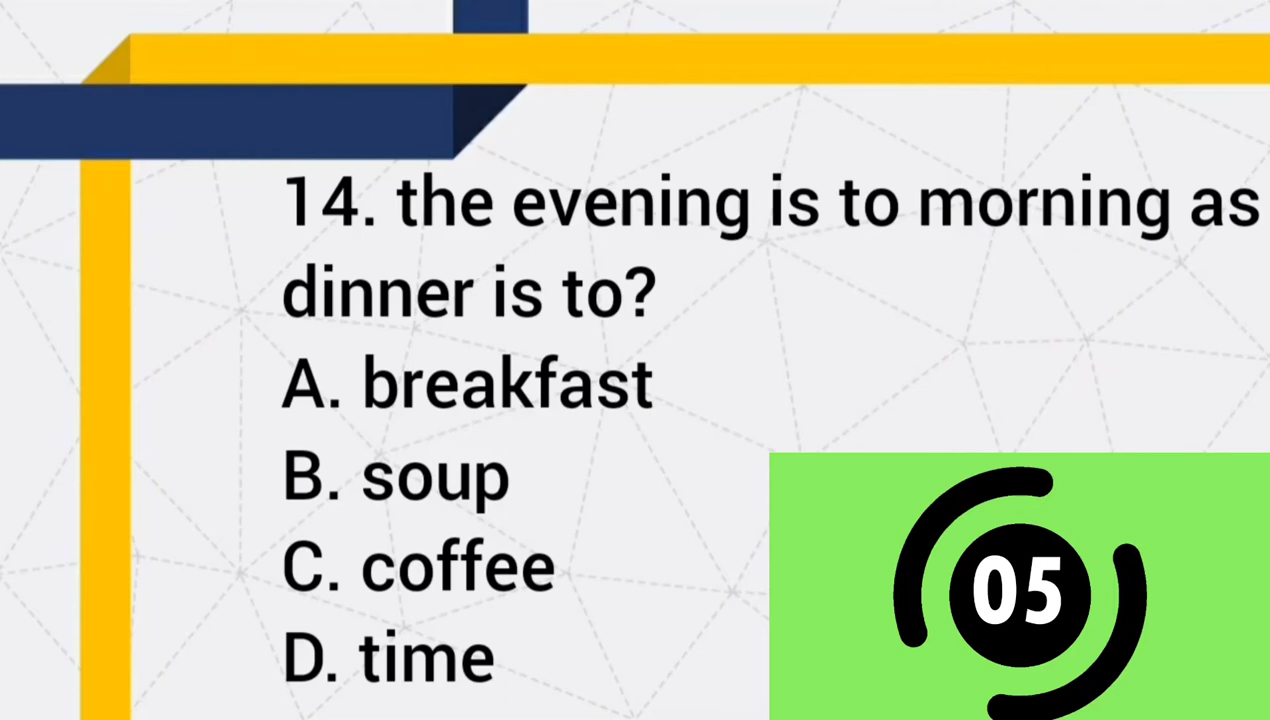 14. the evening is to morning as
dinner is to?
A. breakfast
B. soup
C. coffee
D. time
05